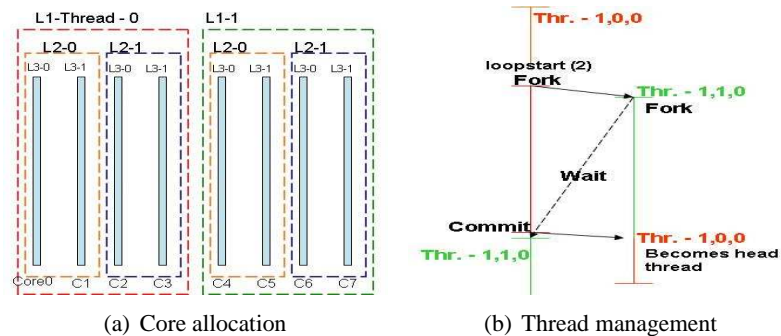 L1-Thread - 0
L1-1
L2-0
L2-1
L2-0
L2-1
L3-0
L3-1
L3-0
L3-1
L3-0
L3-1
L3-0
L3-1
Core0
C1
C2
C3
C4
C5
C6
C7
(a) Core allocation
Thr. - 1,0,0
loopstart (2)
Fork
Thr. - 1,1,0
Fork
Wait
Commit
Thr. - 1,1,0
Thr. - 1,0,0
Becomes head
thread
(b) Thread management